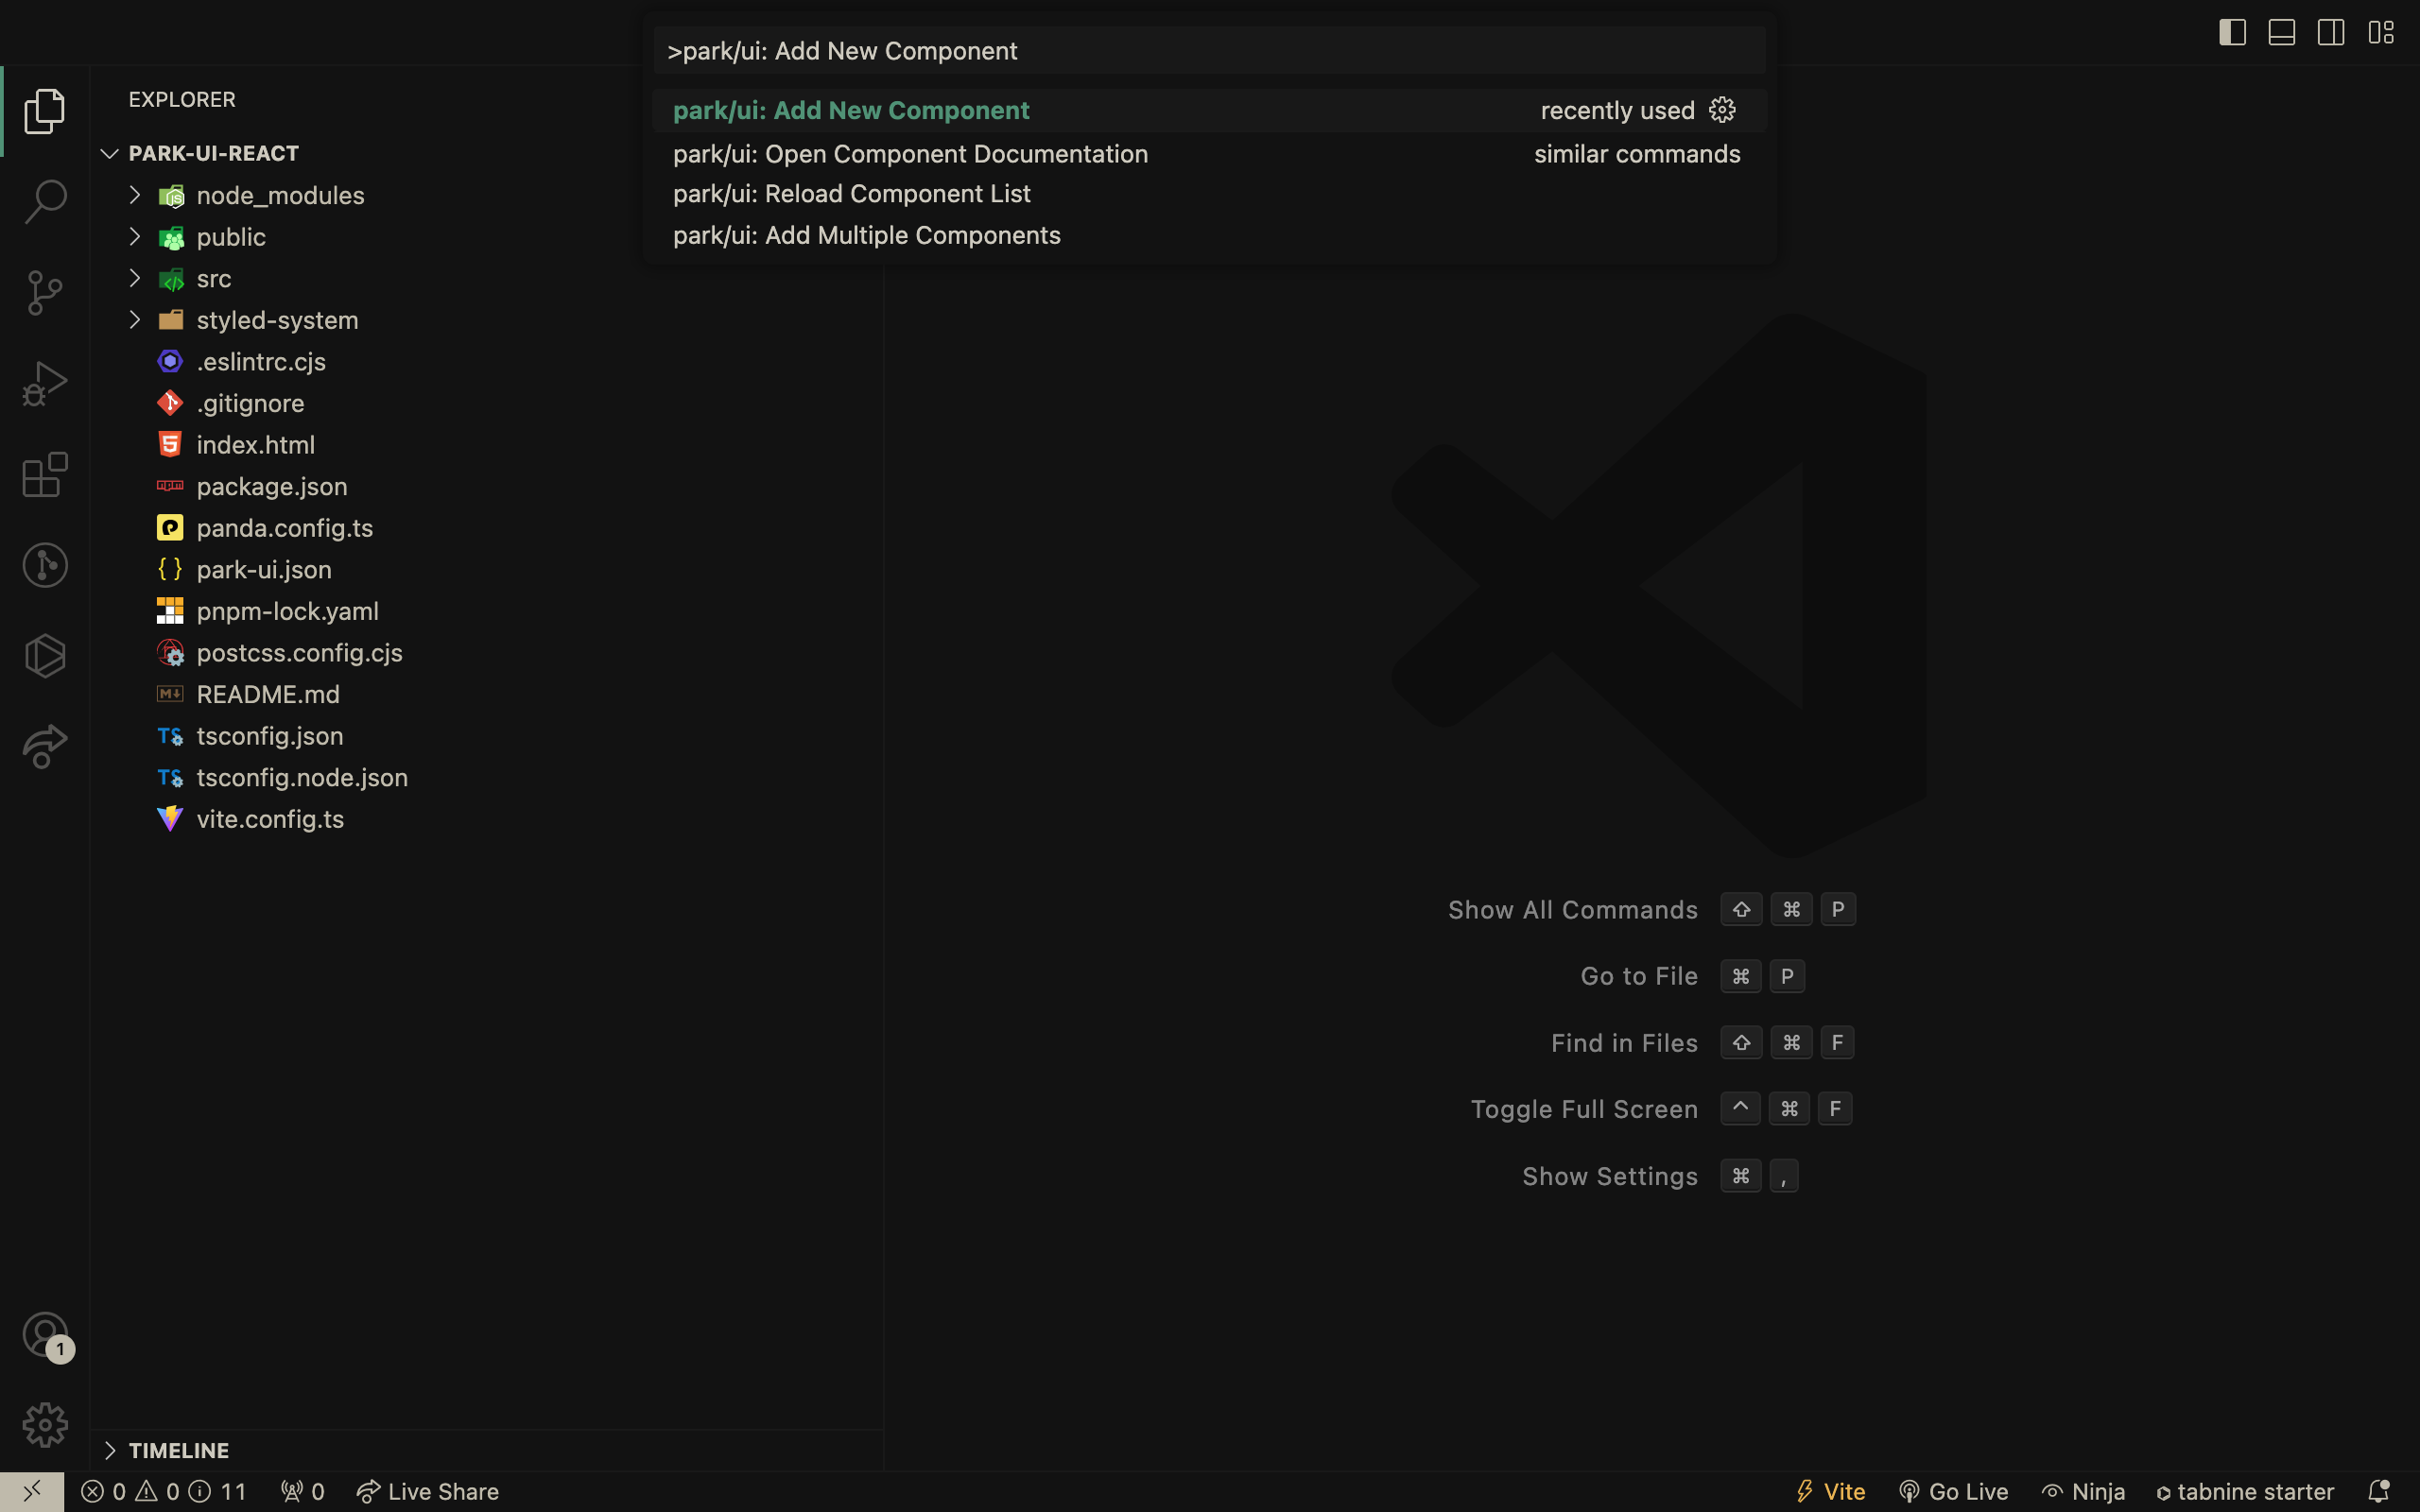 >park/ui: Add New Component
park/ui: Add New Component recently used
park/ui: Open Component Documentation similar commands
park/ui: Reload Component List
park/ui: Add Multiple Components
EXPLORER
PARK-UI-REACT
node_modules
public
src
styled-system
.eslintrc.cjs
.gitignore
index.html
package.json
panda.config.ts
park-ui.json
pnpm-lock.yaml
postcss.config.cjs
README.md
tsconfig.json
tsconfig.node.json
vite.config.ts
Show All Commands ⇧ ⌘ P
Go to File ⌘ P
Find in Files ⇧ ⌘ F
Toggle Full Screen ^ ⌘ F
Show Settings ⌘ ,
1
TIMELINE
0 0 11 0 Live Share Vite Go Live Ninja tabnine starter